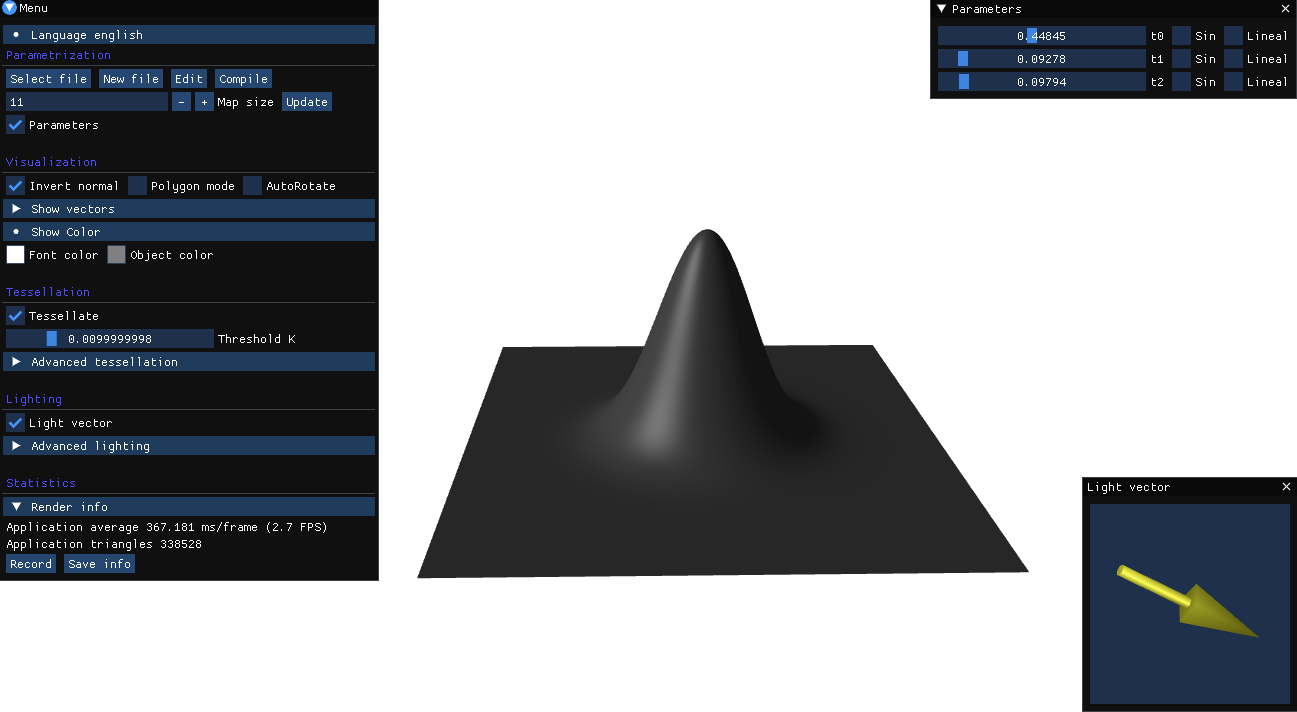 Menu
Language english
Parametrization
Select file New file Edit Compile
11 - + Map size Update
Parameters
Visualization
Invert normal Polygon mode AutoRotate
Show vectors
Show Color
Font color Object color
Tessellation
Tessellate
0.0099999998 Threshold K
Advanced tessellation
Lighting
Light vector
Advanced lighting
Statistics
Render info
Application average 367.181 ms/frame (2.7 FPS)
Application triangles 338528
Record Save info
Parameters
0.44845 t0 Sin Lineal
0.09278 t1 Sin Lineal
0.09794 t2 Sin Lineal
Light vector